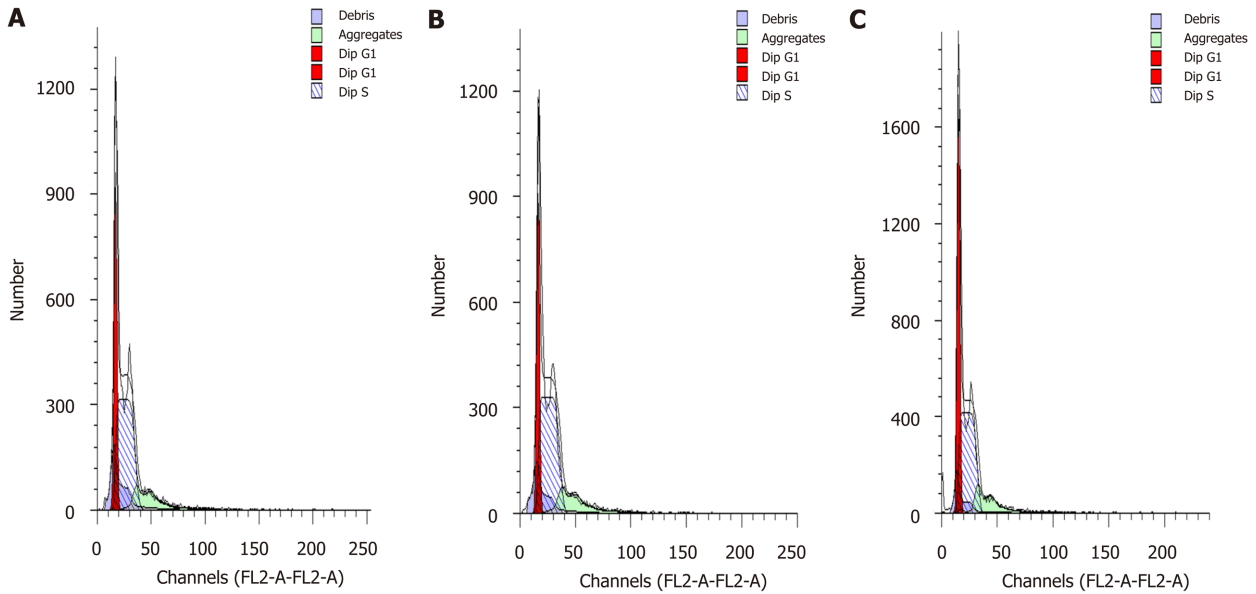 A
Debris
Aggregates
Dip G1
Dip G1
Dip S
1200
900
600
300
0
Number
0 50 100 150 200 250
Channels (FL2-A-FL2-A)
B
Debris
Aggregates
Dip G1
Dip G1
Dip S
1200
900
600
300
0
Number
0 50 100 150 200 250
Channels (FL2-A-FL2-A)
C
Debris
Aggregates
Dip G1
Dip G1
Dip S
1600
1200
800
400
0
Number
0 50 100 150 200
Channels (FL2-A-FL2-A)